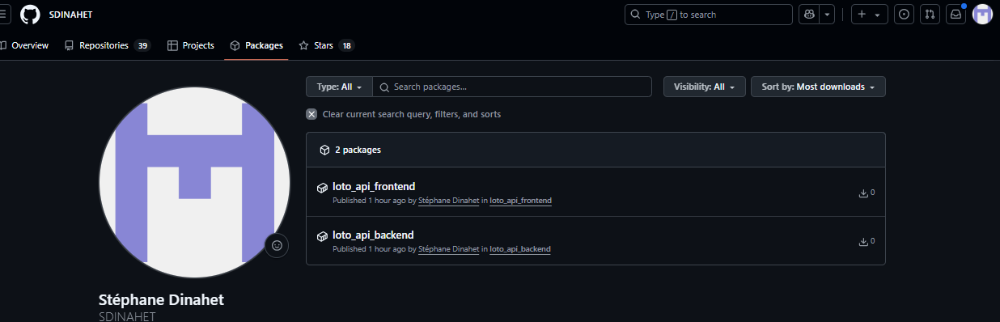 SDINAHET
Type / to search
Overview
Repositories 39
Projects
Packages
Stars 18
Type: All
Search packages...
Visibility: All
Sort by: Most downloads
Clear current search query, filters, and sorts
2 packages
loto_api_frontend
Published 1 hour ago by Stéphane Dinahet in loto_api_frontend
0
loto_api_backend
Published 1 hour ago by Stéphane Dinahet in loto_api_backend
0
Stéphane Dinahet
SDINAHET